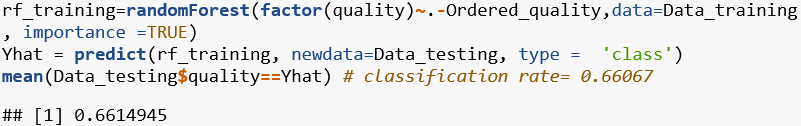 rf_training=randomForest(factor(quality)~.-Ordered_quality,data=Data_training
, importance =TRUE)
Yhat = predict(rf_training, newdata=Data_testing, type =  'class')
mean(Data_testing$quality==Yhat) # classification rate= 0.66067
## [1] 0.6614945